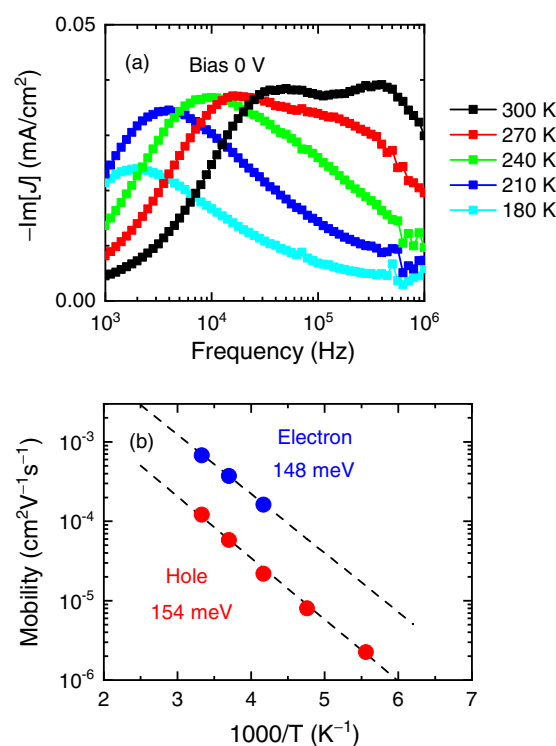 0.05
(a)
Bias 0 V
−Im[J] (mA/cm²)
0.00
10³ 10⁴ 10⁵ 10⁶
Frequency (Hz)
300 K
270 K
240 K
210 K
180 K
(b)
Electron
148 meV
Hole
154 meV
Mobility (cm²V⁻¹s⁻¹)
10⁻³
10⁻⁴
10⁻⁵
10⁻⁶
2 3 4 5 6 7
1000/T (K⁻¹)